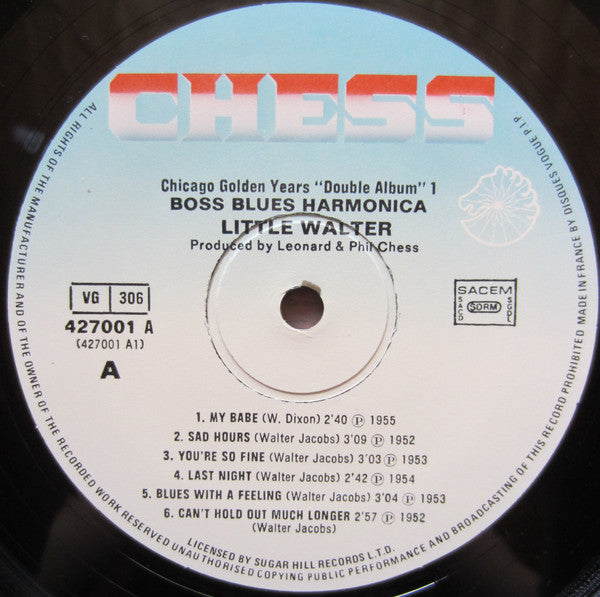 CHESS
Chicago Golden Years "Double Album" 1
BOSS BLUES HARMONICA
LITTLE WALTER
Produced by Leonard & Phil Chess
VG 306
427001 A
(427001 A1)
A
SACEM
SACD SDRM SGDL
1. MY BABE (W. Dixon) 2'40 Ⓟ 1955
2. SAD HOURS (Walter Jacobs) 3'09 Ⓟ 1952
3. YOU'RE SO FINE (Walter Jacobs) 3'03 Ⓟ 1953
4. LAST NIGHT (Walter Jacobs) 2'42 Ⓟ 1954
5. BLUES WITH A FEELING (Walter Jacobs) 3'04 Ⓟ 1953
6. CAN'T HOLD OUT MUCH LONGER 2'57 Ⓟ 1952
(Walter Jacobs)
LICENSED BY SUGAR HILL RECORDS L.T.D.
ALL RIGHTS OF THE MANUFACTURER AND OF THE OWNER OF THE RECORDED WORK RESERVED UNAUTHORISED COPYING PUBLIC PERFORMANCE AND BROADCASTING OF THIS RECORD PROHIBITED MADE IN FRANCE BY DISQUES VOGUE P.I.P